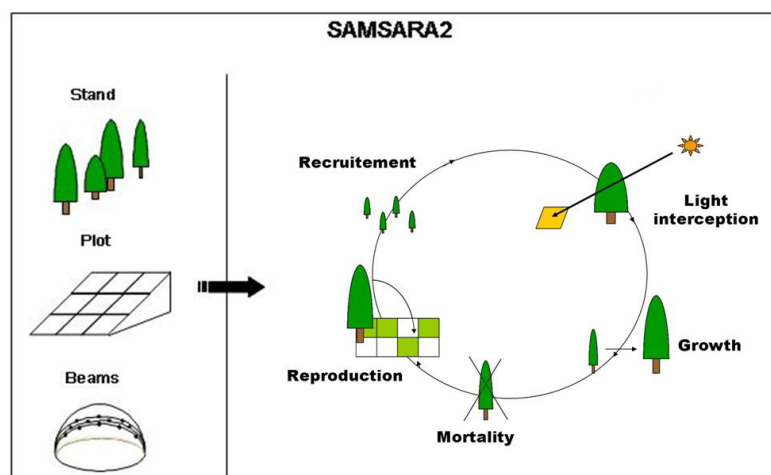 SAMSARA2
Stand
Plot
Beams
Recruitement
Light
interception
Growth
Mortality
Reproduction